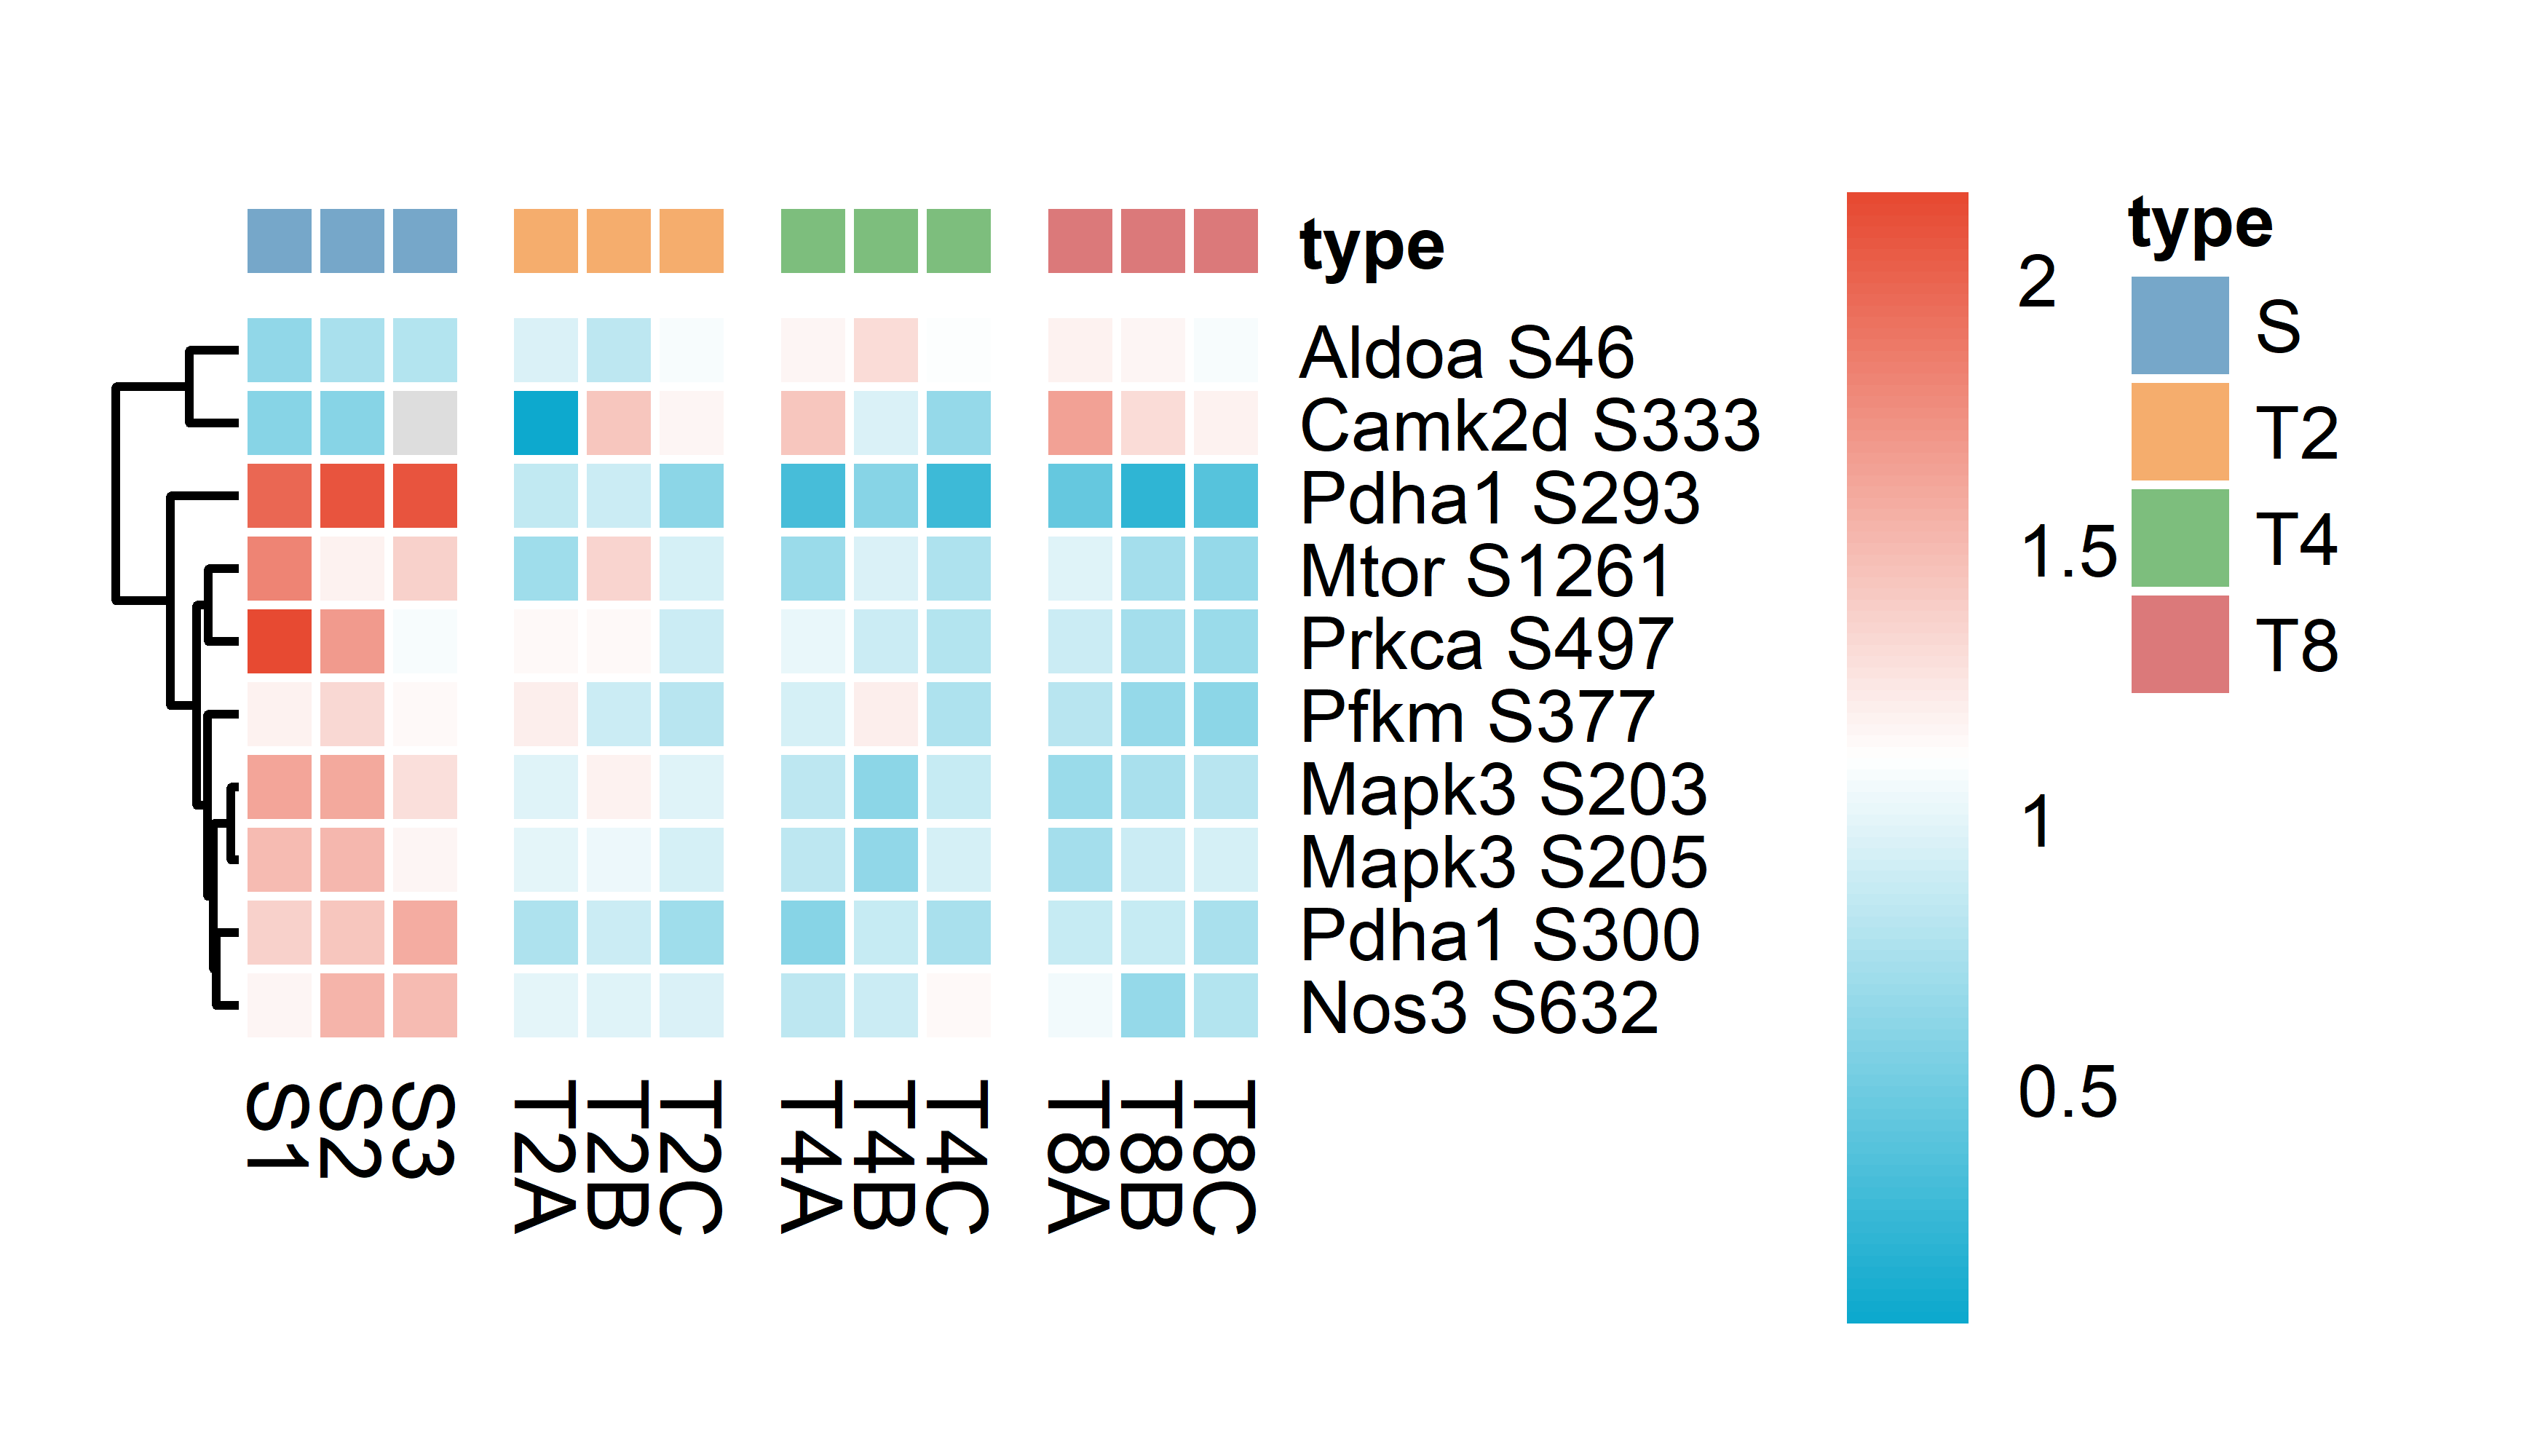 type
Aldoa S46
Camk2d S333
Pdha1 S293
Mtor S1261
Prkca S497
Pfkm S377
Mapk3 S203
Mapk3 S205
Pdha1 S300
Nos3 S632
S1
S2
S3
T2A
T2B
T2C
T4A
T4B
T4C
T8A
T8B
T8C
2
1.5
1
0.5
type
S
T2
T4
T8